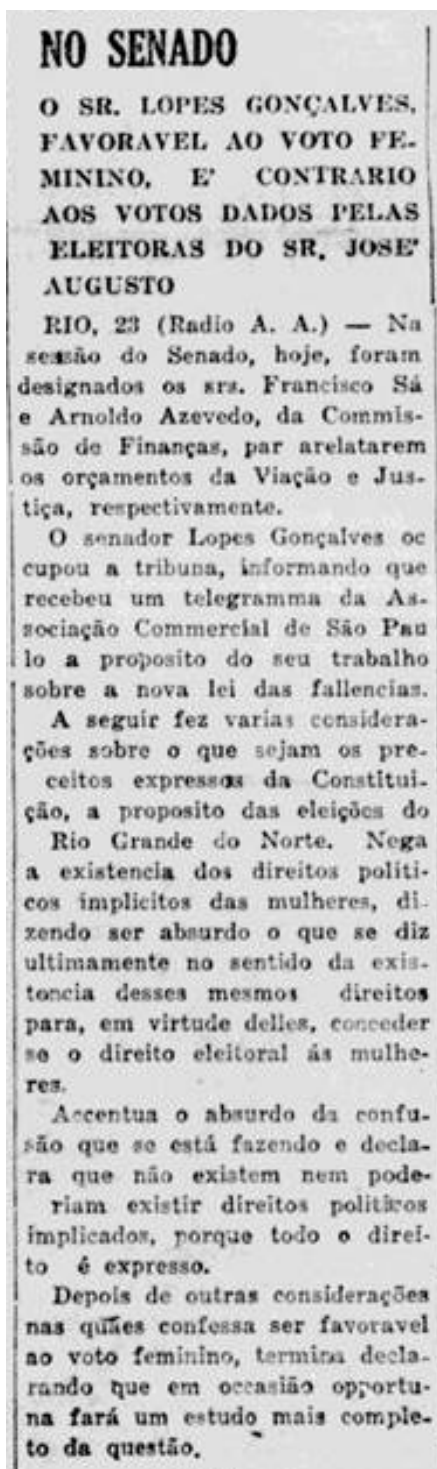 NO SENADO
O SR. LOPES GONÇALVES,
FAVORAVEL AO VOTO FE-
MININO, E' CONTRARIO
AOS VOTOS DADOS PELAS
ELEITORAS DO SR. JOSE'
AUGUSTO
RIO, 23 (Radio A. A.) — Na
sessão do Senado, hoje, foram
designados os srs. Francisco Sá
e Arnoldo Azevedo, da Commis-
são de Finanças, par arelatarem
os orçamentos da Viação e Jus-
tiça, respectivamente.
O senador Lopes Gonçalves oc
cupou a tribuna, informando que
recebeu um telegramma da As-
sociação Commercial de São Pau
lo a proposito do seu trabalho
sobre a nova lei das fallencias.
A seguir fez varias considera-
ções sobre o que sejam os pre-
ceitos expressos da Constitui-
ção, a proposito das eleições do
Rio Grande do Norte. Nega
a existencia dos direitos politi-
cos implicitos das mulheres, di-
zendo ser absurdo o que se diz
ultimamente no sentido da exis-
tencia desses mesmos direitos
para, em virtude delles, conceder
se o direito eleitoral ás mulhe-
res.
Accentua o absurdo da confu-
são que se está fazendo e decla-
ra que não existem nem pode-
riam existir direitos politicos
implicados, porque todo o direi-
to é expresso.
Depois de outras considerações
nas quaes confessa ser favoravel
ao voto feminino, termina decla-
rando que em occasião opportu-
na fará um estudo mais comple-
to da questão.